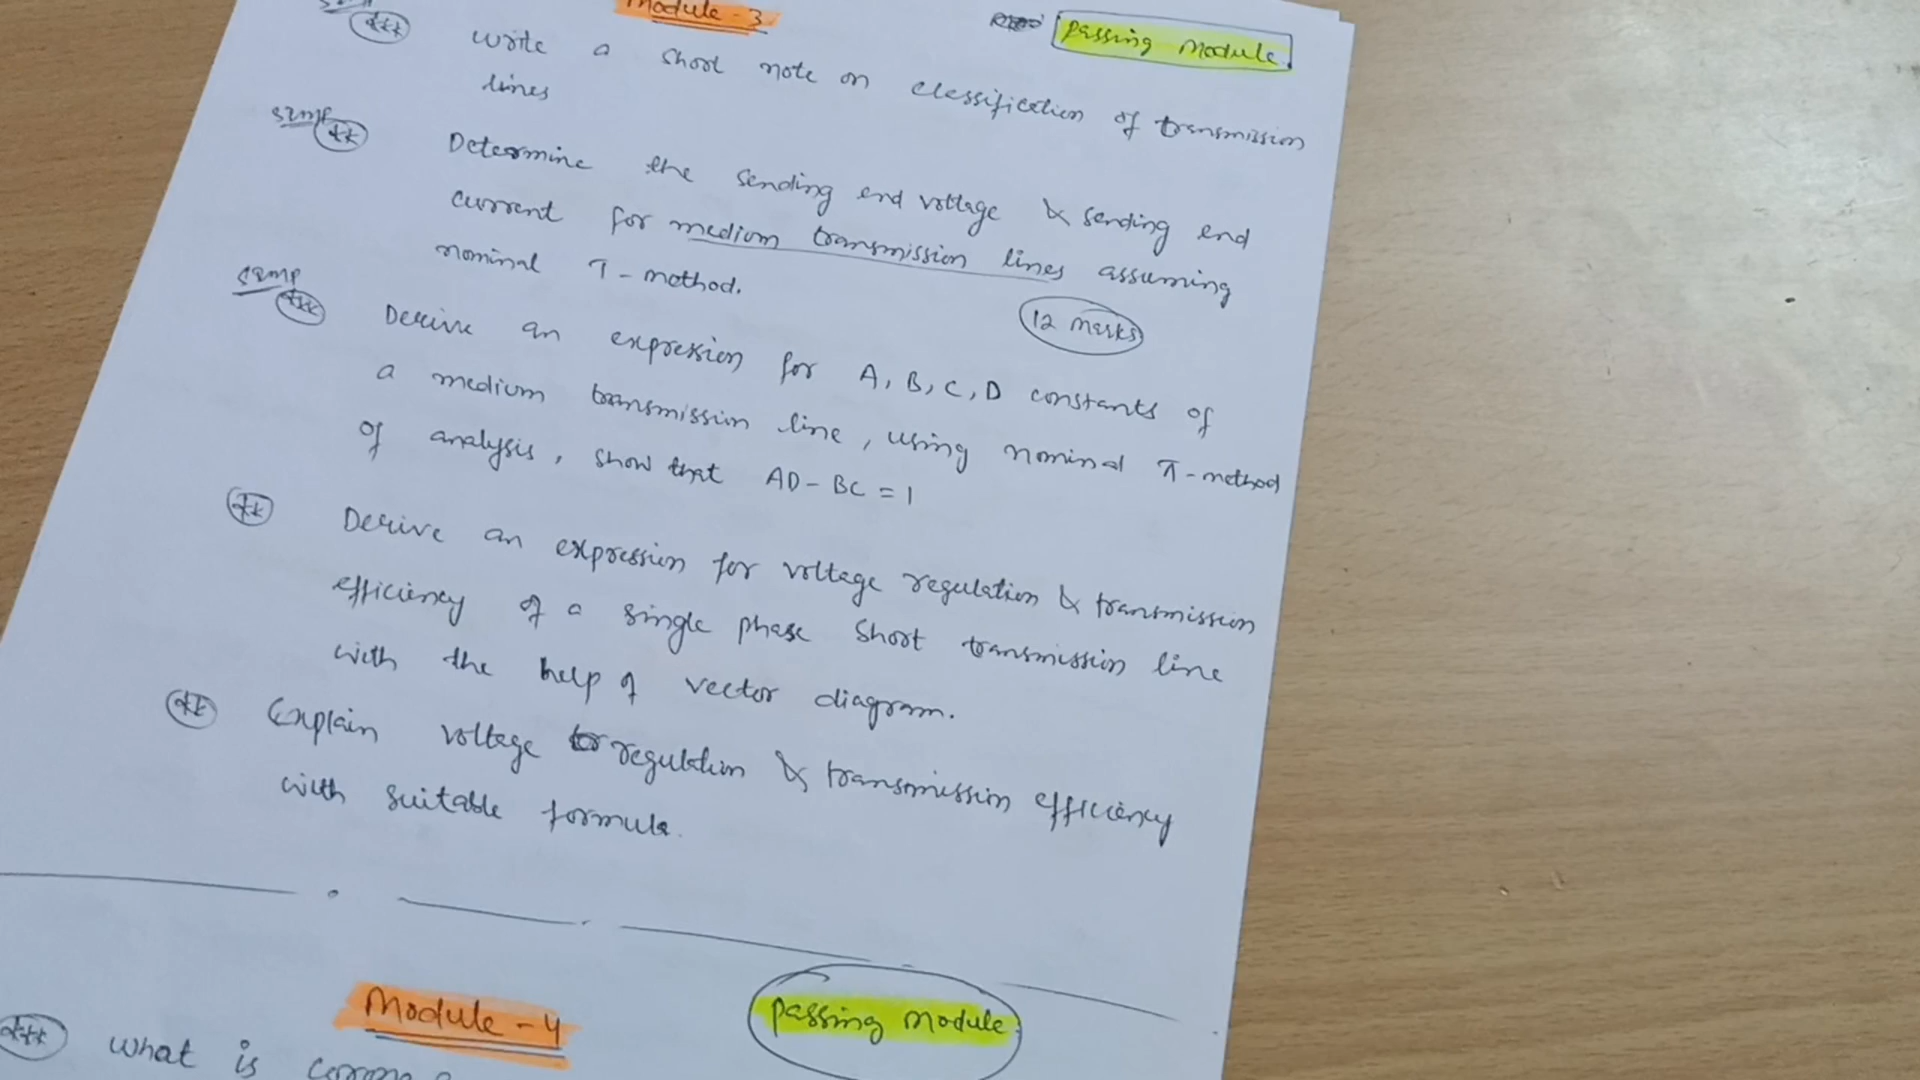 Module - 3
Passing Module.
*** Write a short note on classification of transmission
lines
simp
** Determine the sending end voltage & sending end
current for medium transmission lines assuming
nominal T - method.
12 marks
simp
*** Derive an expression for A, B, C, D constants of
a medium transmission line, using nominal π - method
of analysis, show that AD - BC = 1
** Derive an expression for voltage regulation & transmission
efficiency of a single phase short transmission line
with the help of vector diagram.
** Explain voltage regulation & transmission efficiency
with suitable formula.
Module - 4
Passing Module.
*** What is